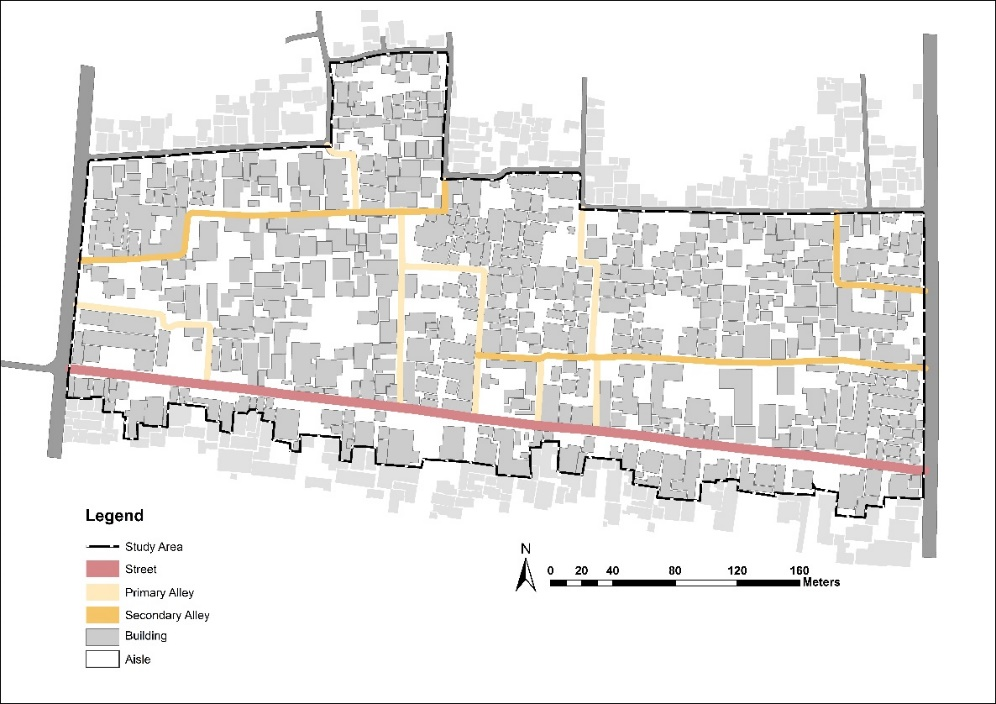 Legend
Study Area
Street
Primary Alley
Secondary Alley
Building
Aisle
N
0 20 40 80 120 160
Meters